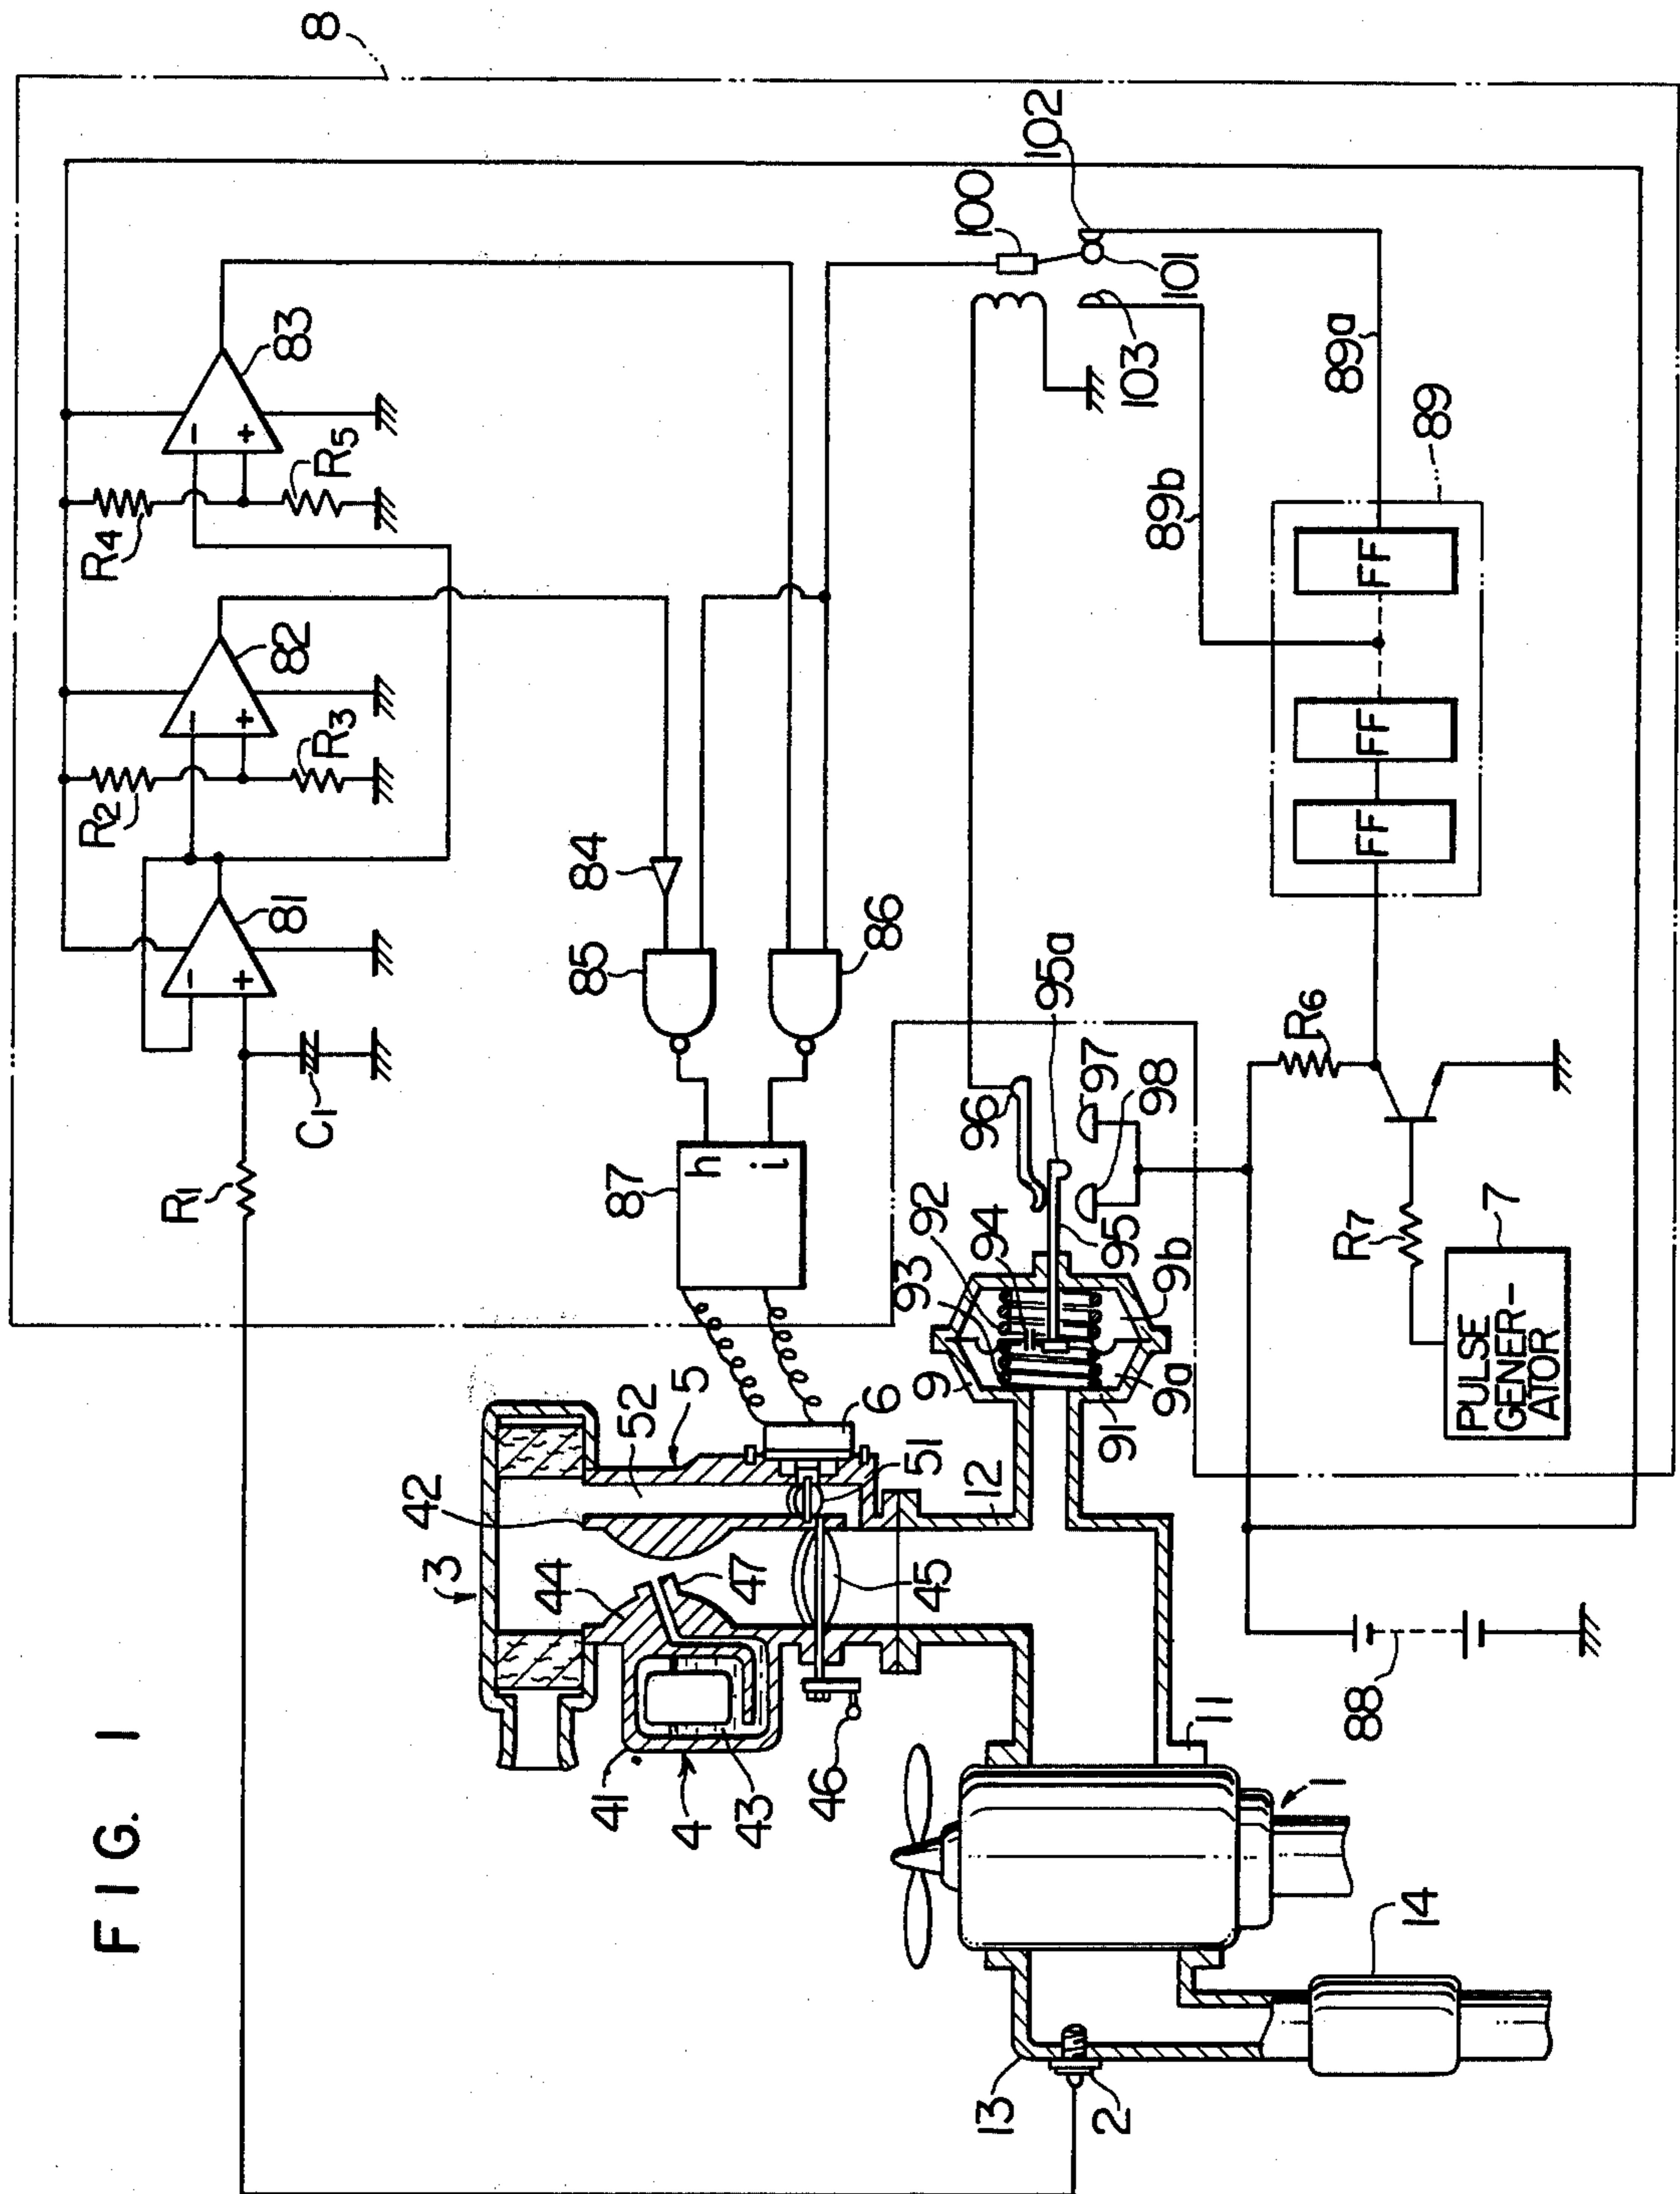 FIG. 1
8
R1
C1
81
R2
R3
82
R4
R5
83
-
+
-
+
-
+
84
85
86
87
h
i
100
102
101
103
89a
89b
89
FF
FF
FF
3
42
44
47
52
5
6
51
45
46
41
4
43
12
11
1
9
93
92
94
96
95a
97
98
95
9b
9a
91
R6
R7
7
PULSE
GENER-
ATOR
88
13
2
14